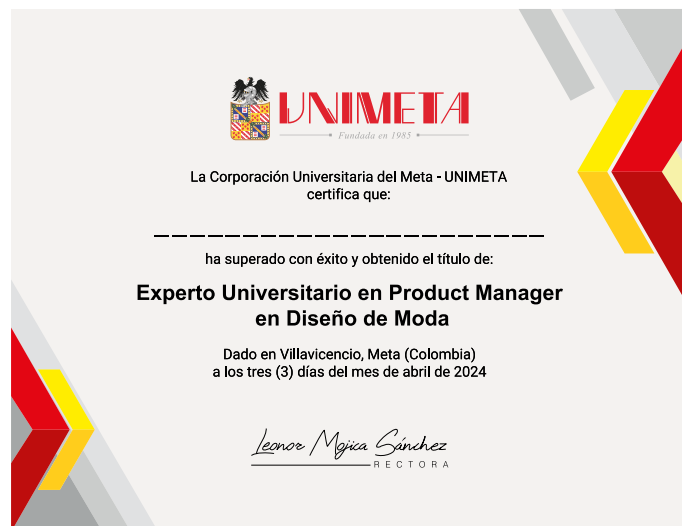 UNIMETA
Fundada en 1985
La Corporación Universitaria del Meta - UNIMETA
certifica que:
ha superado con éxito y obtenido el título de:
Experto Universitario en Product Manager
en Diseño de Moda
Dado en Villavicencio, Meta (Colombia)
a los tres (3) días del mes de abril de 2024
Leonor Mojica Sánchez
RECTORA